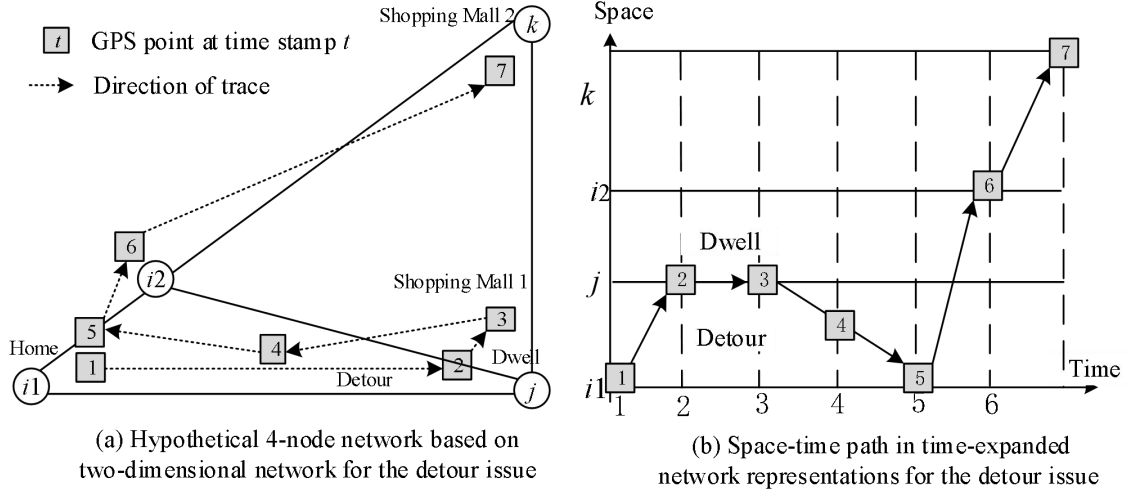 Shopping Mall 2
k
t GPS point at time stamp t
Direction of trace
7
6
i2
Shopping Mall 1
5
3
4
Home
1
2
Dwell
Detour
i1
j
(a) Hypothetical 4-node network based on
two-dimensional network for the detour issue
Space
7
k
i2
6
Dwell
j
2
3
4
Detour
Time
i1
1
5
1 2 3 4 5 6
(b) Space-time path in time-expanded
network representations for the detour issue